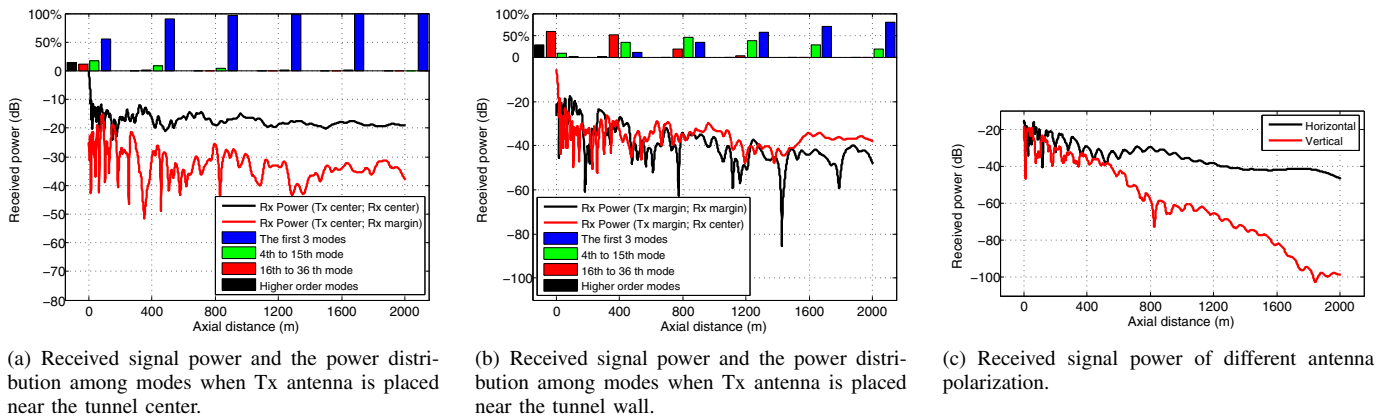 100%
50%
0
−10
−20
−30
−40
−50
−60
−70
−80
Received power (dB)
Rx Power (Tx center; Rx center)
Rx Power (Tx center; Rx margin)
The first 3 modes
4th to 15th mode
16th to 36 th mode
Higher order modes
0 400 800 1200 1600 2000
Axial distance (m)
100%
50%
0
−20
−40
−60
−80
−100
Received power (dB)
Rx Power (Tx margin; Rx margin)
Rx Power (Tx margin; Rx center)
The first 3 modes
4th to 15th mode
16th to 36 th mode
Higher order modes
0 400 800 1200 1600 2000
Axial distance (m)
−20
−40
−60
−80
−100
Received power (dB)
Horizontal
Vertical
0 400 800 1200 1600 2000
Axial distance (m)
(a) Received signal power and the power distri-
bution among modes when Tx antenna is placed
near the tunnel center.
(b) Received signal power and the power distri-
bution among modes when Tx antenna is placed
near the tunnel wall.
(c) Received signal power of different antenna
polarization.